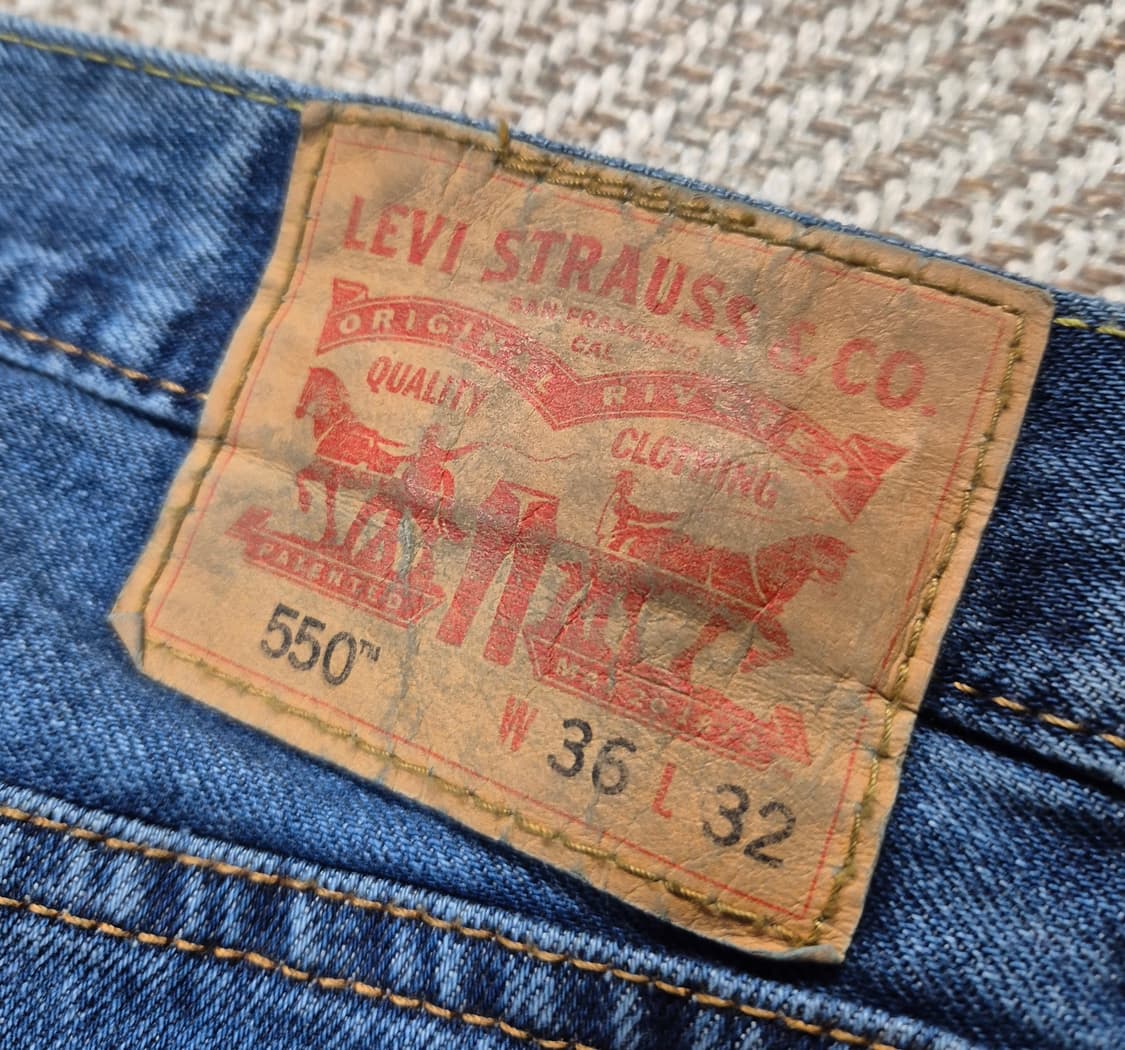 LEVI STRAUSS & CO.
SAN FRANCISCO
CAL
ORIGINAL RIVETED
QUALITY CLOTHING
PATENTED
550™
W 36 L 32